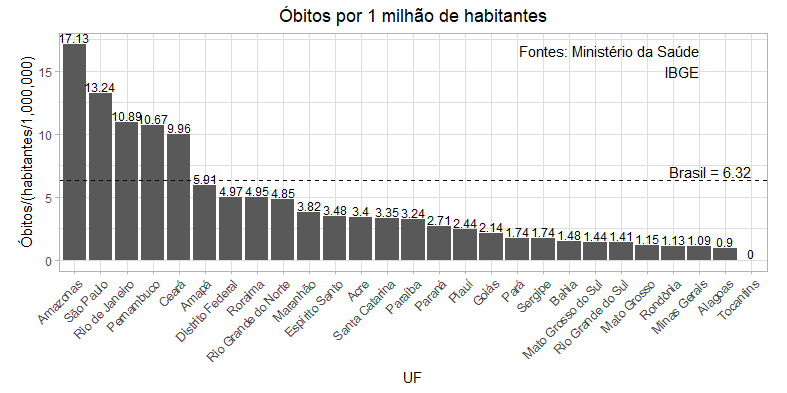 Óbitos por 1 milhão de habitantes
Fontes: Ministério da Saúde
IBGE
Brasil = 6.32
Óbitos/(habitantes/1,000,000)
15
10
5
0
17.13
13.24
10.89
10.67
9.96
5.91
4.97
4.95
4.85
3.82
3.48
3.4
3.35
3.24
2.71
2.44
2.14
1.74
1.74
1.48
1.44
1.41
1.15
1.13
1.09
0.9
0
Amazonas
São Paulo
Rio de Janeiro
Pernambuco
Ceará
Amapá
Distrito Federal
Roraima
Rio Grande do Norte
Maranhão
Espírito Santo
Acre
Santa Catarina
Paraíba
Paraná
Piauí
Goiás
Pará
Sergipe
Bahia
Mato Grosso do Sul
Rio Grande do Sul
Mato Grosso
Rondônia
Minas Gerais
Alagoas
Tocantins
UF